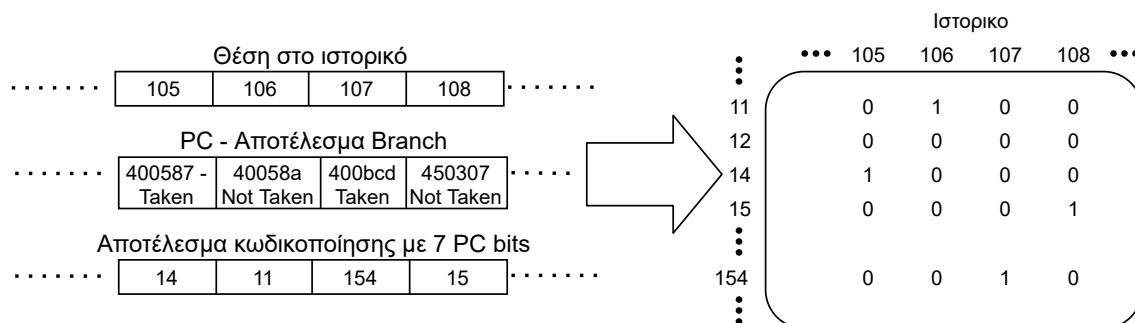 Θέση στο ιστορικό
105 106 107 108
PC - Αποτέλεσμα Branch
400587 - Taken 40058a Not Taken 400bcd Taken 450307 Not Taken
Αποτέλεσμα κωδικοποίησης με 7 PC bits
14 11 154 15
Ιστορικο
105 106 107 108
11 0 1 0 0
12 0 0 0 0
14 1 0 0 0
15 0 0 0 1
154 0 0 1 0